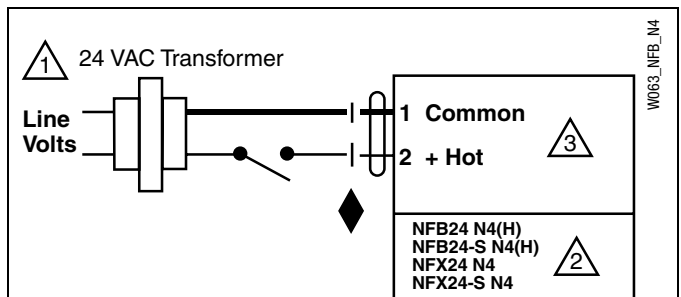 1 24 VAC Transformer
Line
Volts
1 Common
2 + Hot
3
NFB24 N4(H)
NFB24-S N4(H)
NFX24 N4
NFX24-S N4
2
W063_NFB_N4